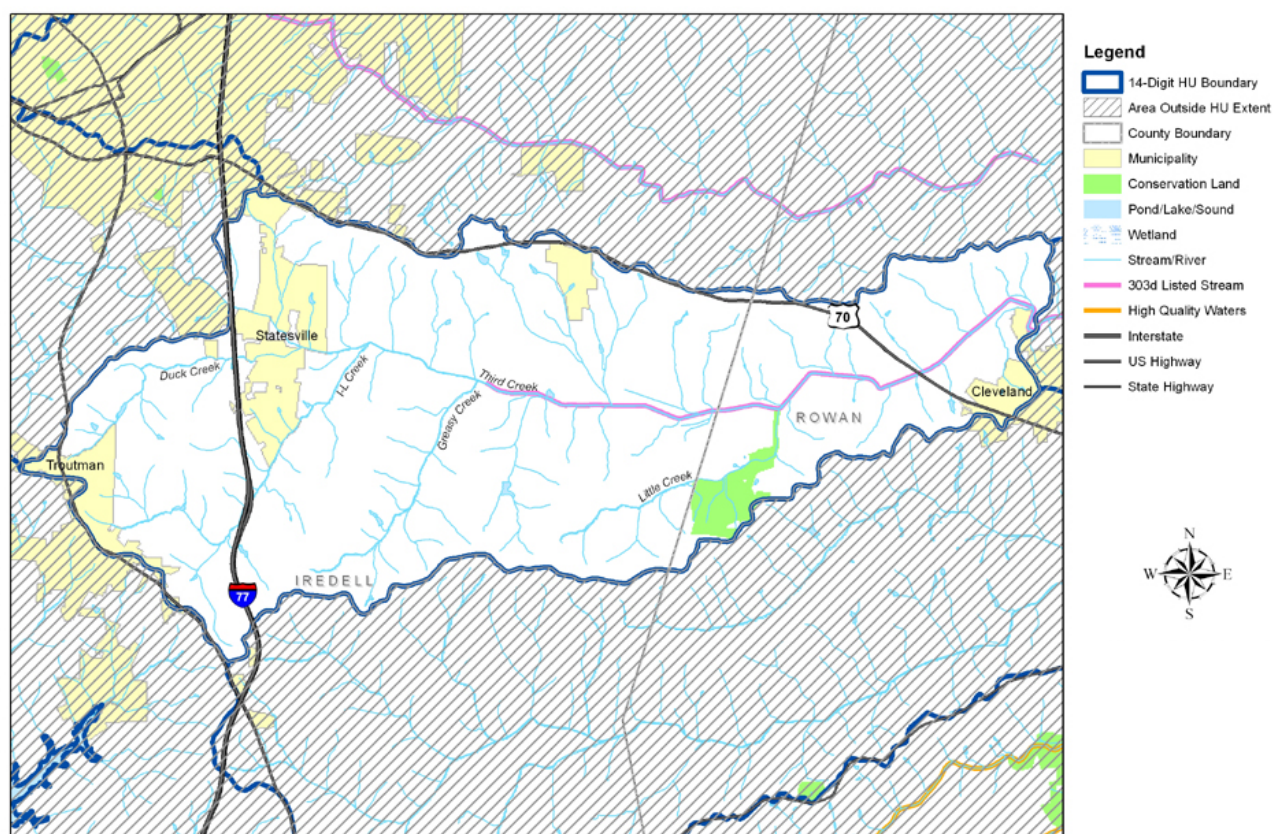 Legend
14-Digit HU Boundary
Area Outside HU Extent
County Boundary
Municipality
Conservation Land
Pond/Lake/Sound
Wetland
Stream/River
303d Listed Stream
High Quality Waters
Interstate
US Highway
State Highway
N
W
E
S
70
Statesville
Duck Creek
I-L Creek
Third Creek
Greasy Creek
Cleveland
ROWAN
Troutman
Little Creek
IREDELL
77